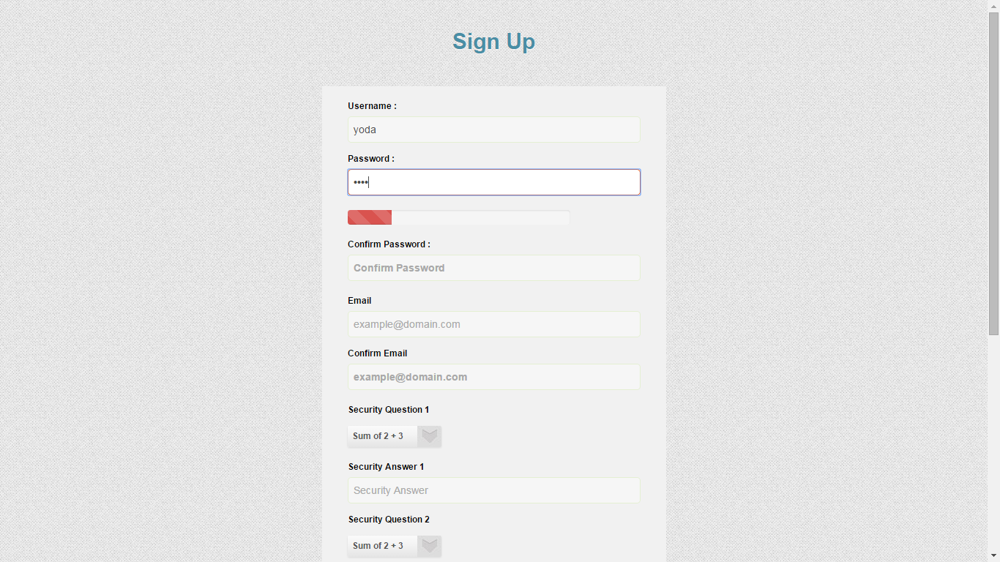 Sign Up
Username :
yoda
Password :
••••
Confirm Password :
Confirm Password
Email
example@domain.com
Confirm Email
example@domain.com
Security Question 1
Sum of 2 + 3
Security Answer 1
Security Answer
Security Question 2
Sum of 2 + 3